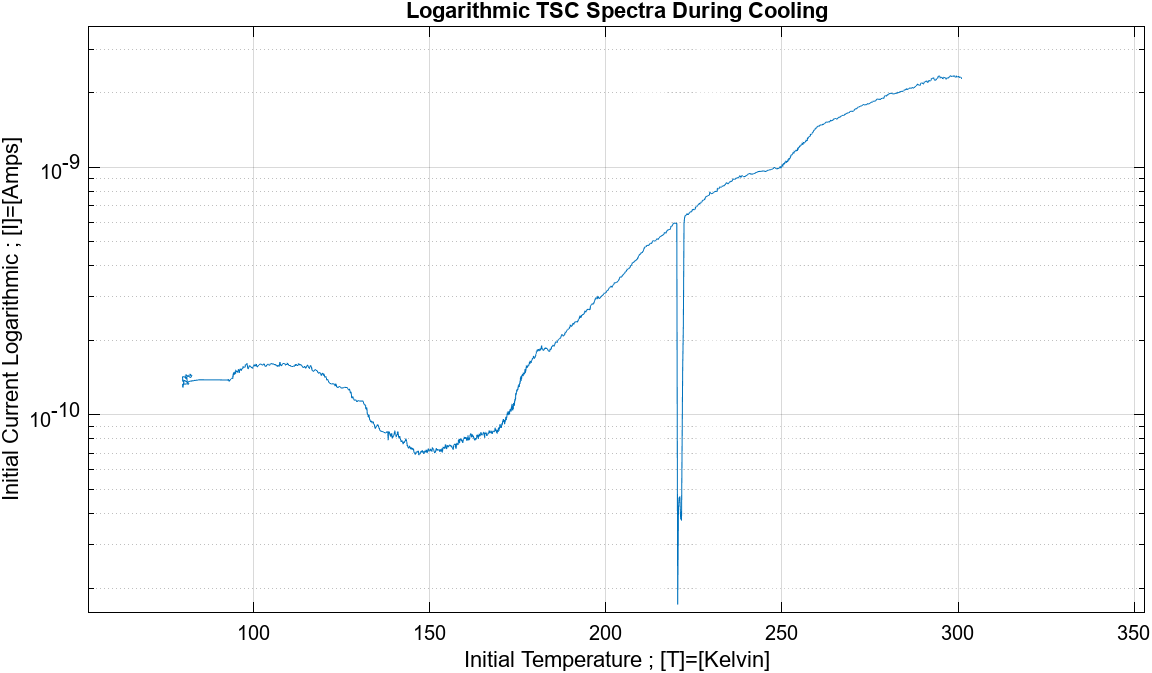 Logarithmic TSC Spectra During Cooling
Initial Current Logarithmic ; [I]=[Amps]
10^-9
10^-10
100 150 200 250 300 350
Initial Temperature ; [T]=[Kelvin]